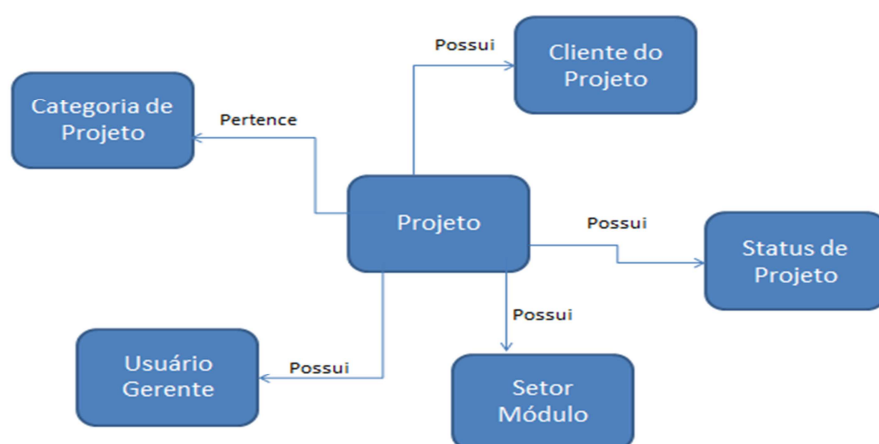 Possui
Cliente do
Projeto
Categoria de
Projeto
Pertence
Projeto
Possui
Status de
Projeto
Possui
Usuário
Gerente
Possui
Setor
Módulo